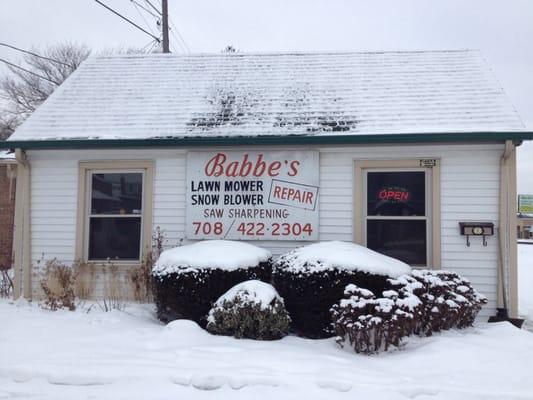 Babbe's
LAWN MOWER
SNOW BLOWER
REPAIR
SAW SHARPENING
708 422-2304
OPEN